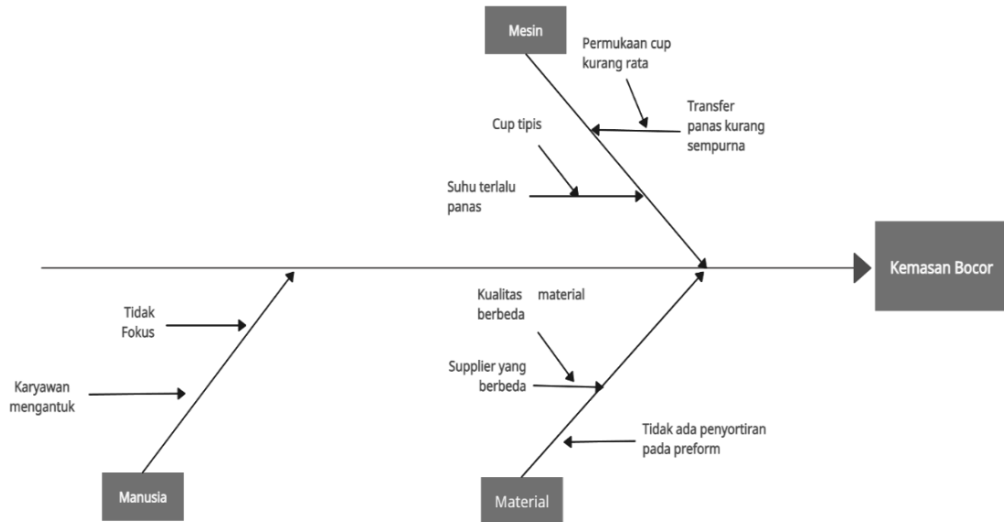 Mesin
Permukaan cup
kurang rata
Transfer
panas kurang
sempurna
Cup tipis
Suhu terlalu
panas
Kemasan Bocor
Kualitas material
berbeda
Supplier yang
berbeda
Tidak ada penyortiran
pada preform
Material
Tidak
Fokus
Karyawan
mengantuk
Manusia